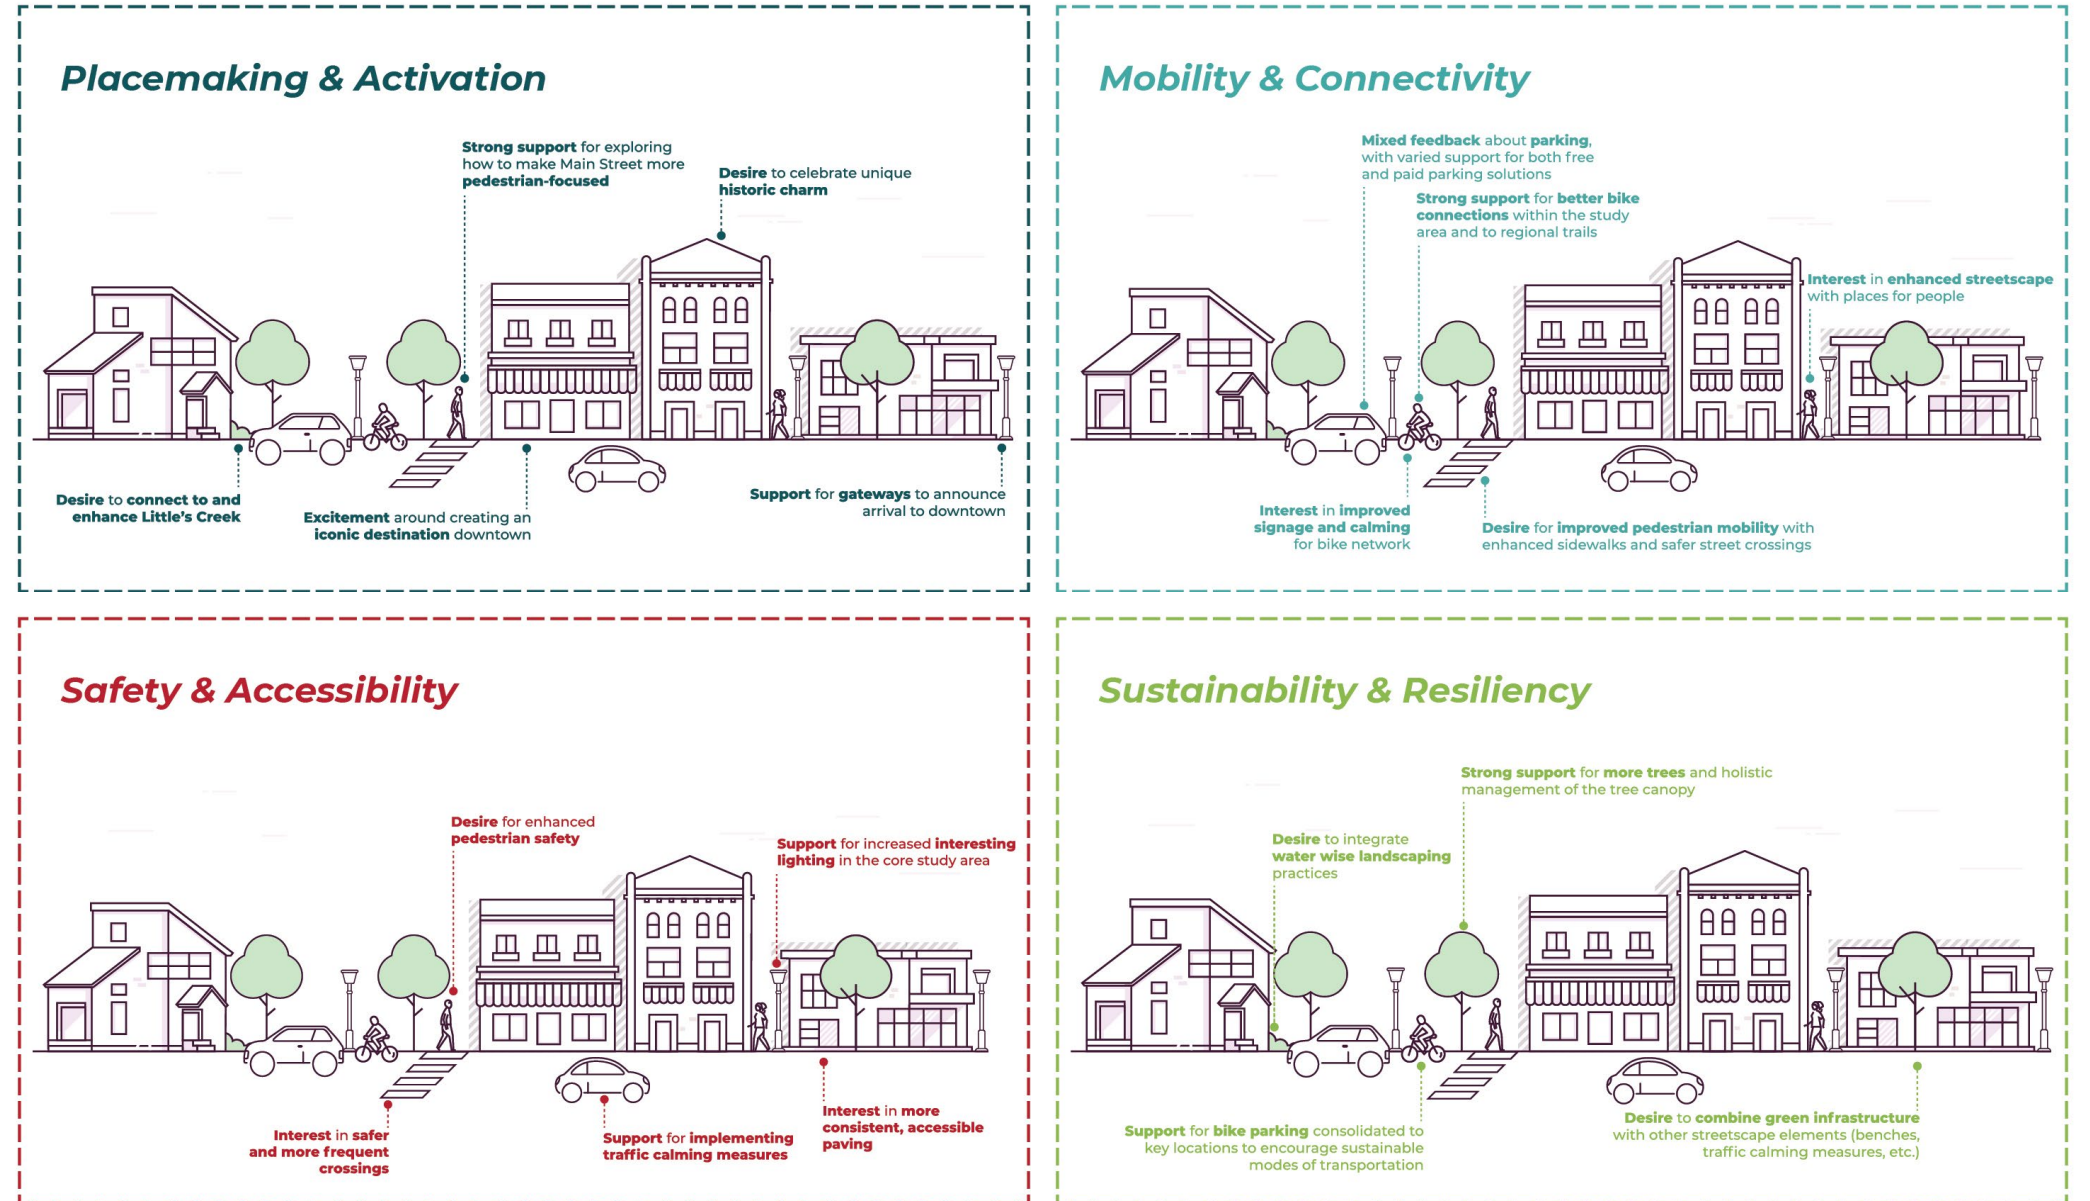 Placemaking & Activation
Strong support for exploring
how to make Main Street more
pedestrian-focused
Desire to celebrate unique
historic charm
Desire to connect to and
enhance Little's Creek
Excitement around creating an
iconic destination downtown
Support for gateways to announce
arrival to downtown
Mobility & Connectivity
Mixed feedback about parking,
with varied support for both free
and paid parking solutions
Strong support for better bike
connections within the study
area and to regional trails
Interest in enhanced streetscape
with places for people
Interest in improved
signage and calming
for bike network
Desire for improved pedestrian mobility with
enhanced sidewalks and safer street crossings
Safety & Accessibility
Desire for enhanced
pedestrian safety
Support for increased interesting
lighting in the core study area
Interest in safer
and more frequent
crossings
Support for implementing
traffic calming measures
Interest in more
consistent, accessible
paving
Sustainability & Resiliency
Strong support for more trees and holistic
management of the tree canopy
Desire to integrate
water wise landscaping
practices
Support for bike parking consolidated to
key locations to encourage sustainable
modes of transportation
Desire to combine green infrastructure
with other streetscape elements (benches,
traffic calming measures, etc.)